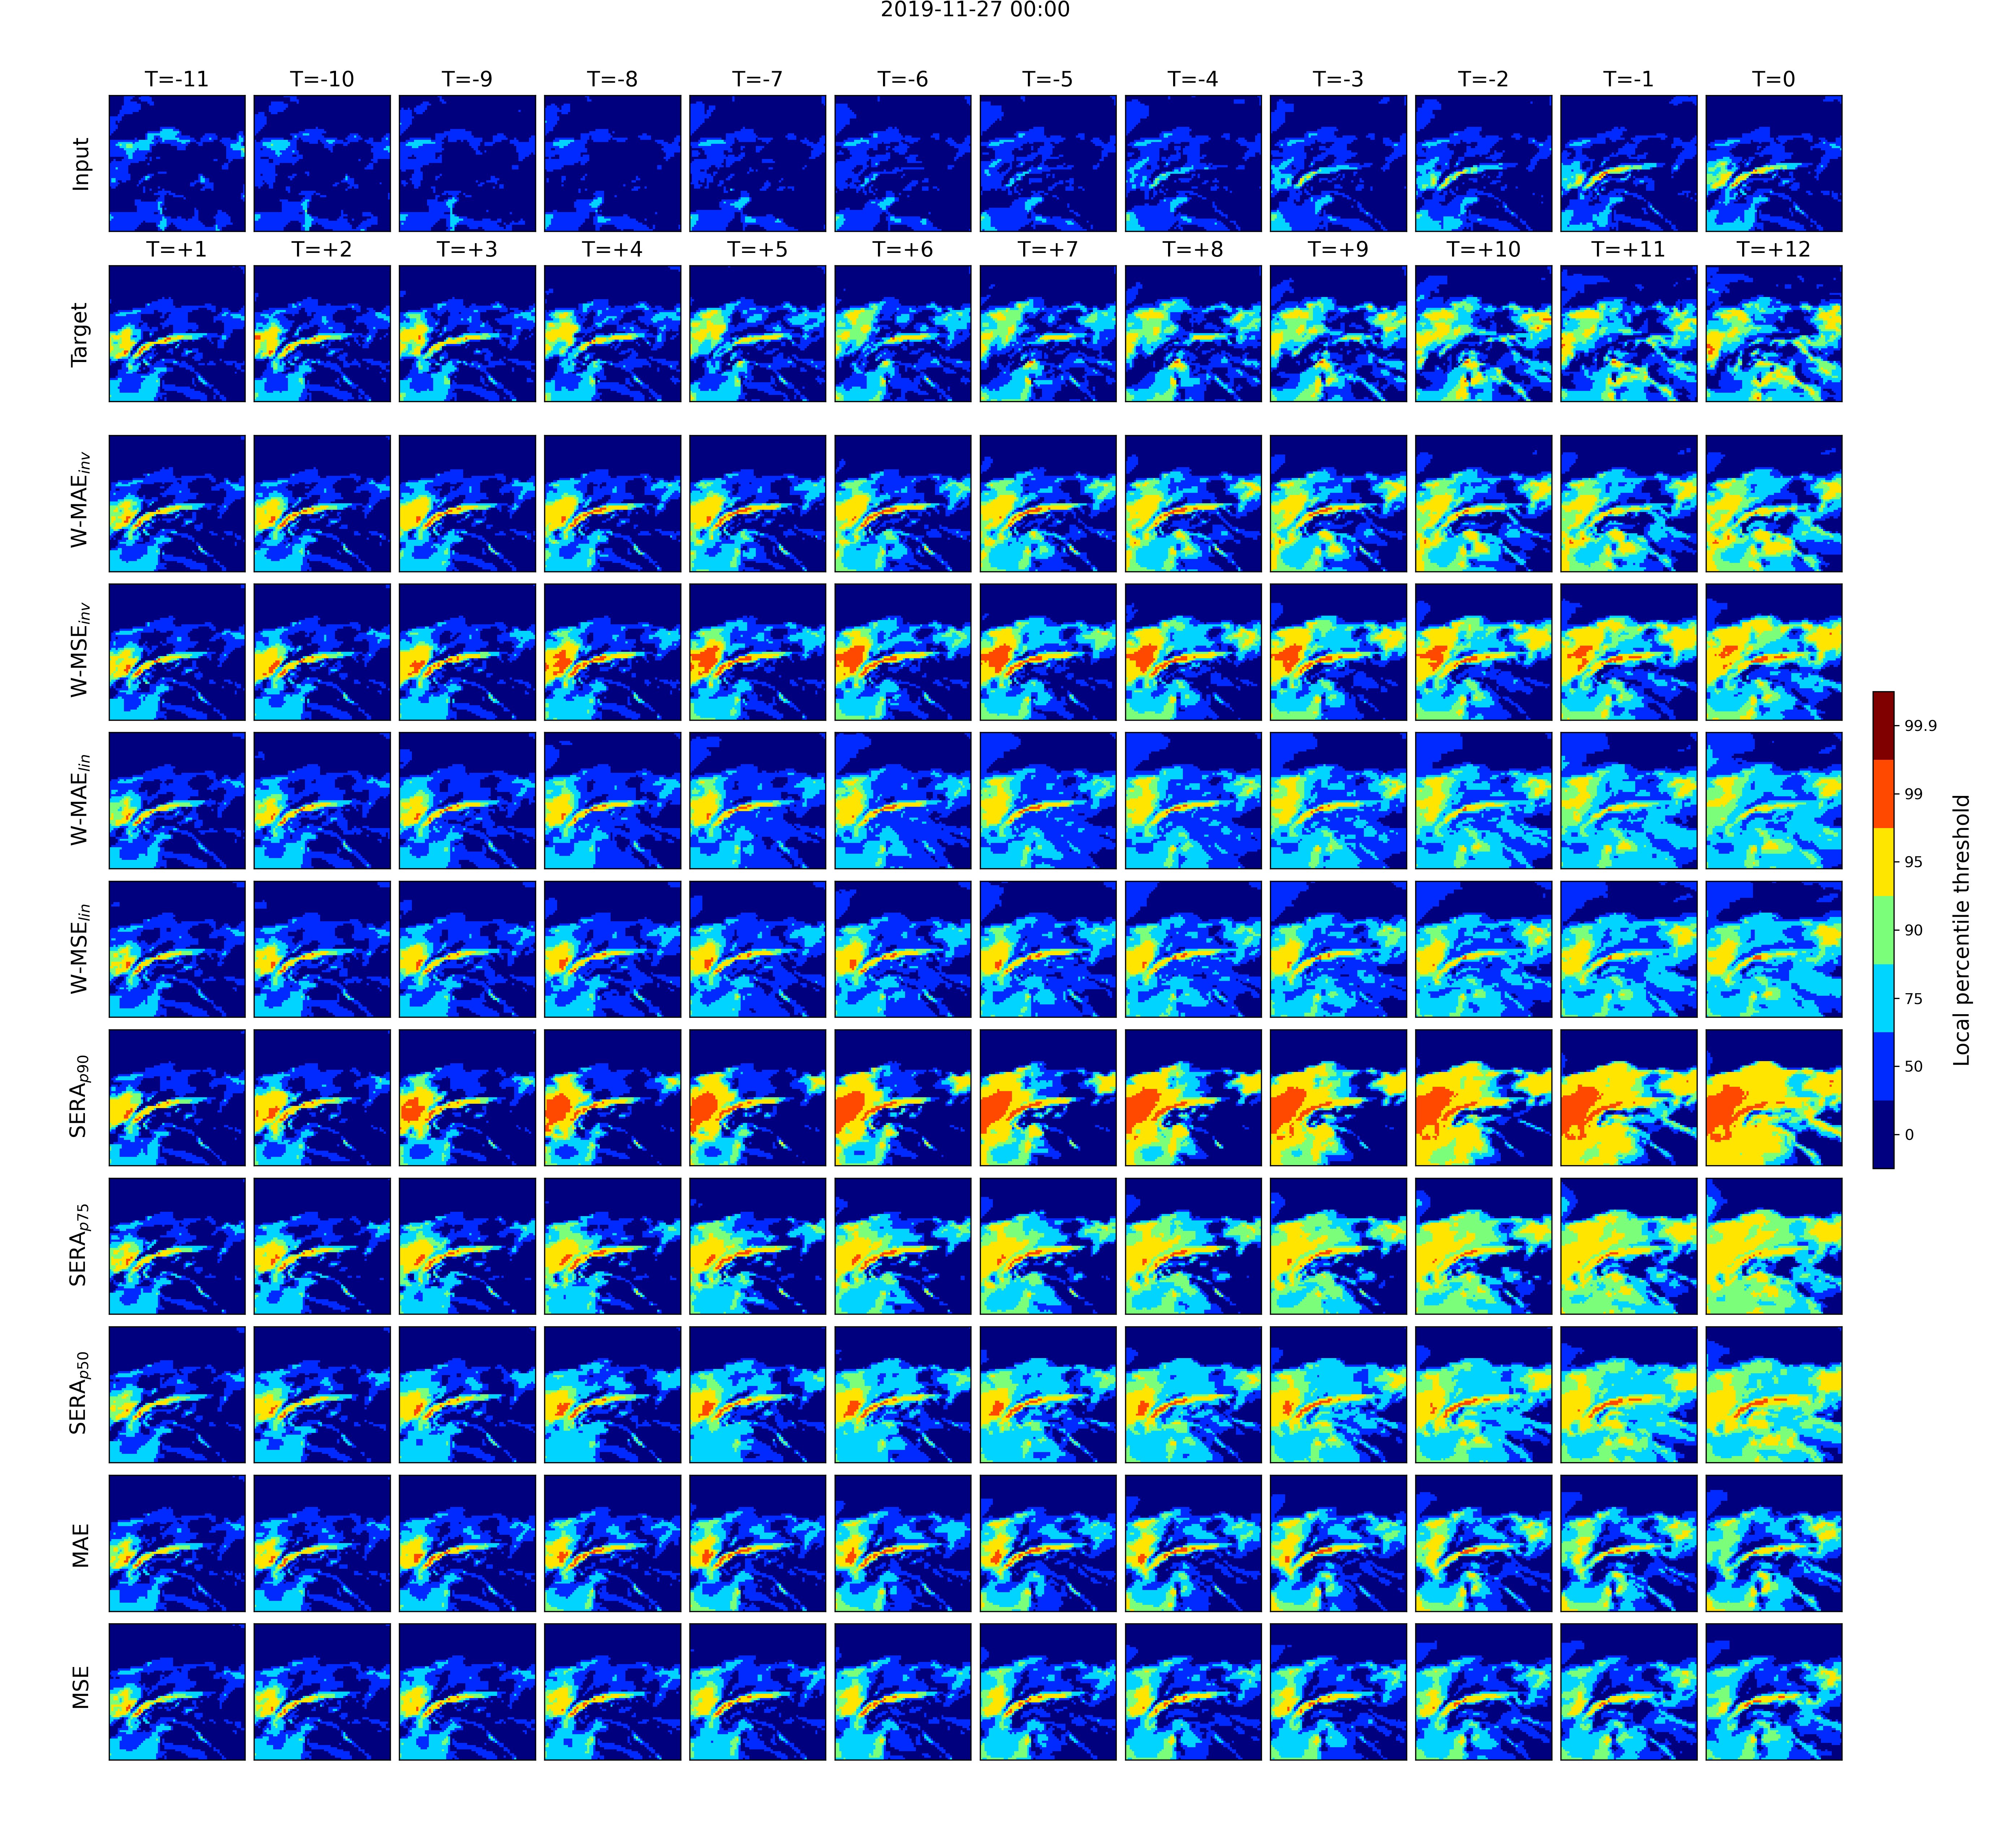 2019-11-27 00:00
T=-11 T=-10 T=-9 T=-8 T=-7 T=-6 T=-5 T=-4 T=-3 T=-2 T=-1 T=0
Input
T=+1 T=+2 T=+3 T=+4 T=+5 T=+6 T=+7 T=+8 T=+9 T=+10 T=+11 T=+12
Target
W-MAEinv
W-MSEinv
W-MAElin
W-MSElin
SERAp90
SERAp75
SERAp50
MAE
MSE
99.9
99
95
90
75
50
0
Local percentile threshold